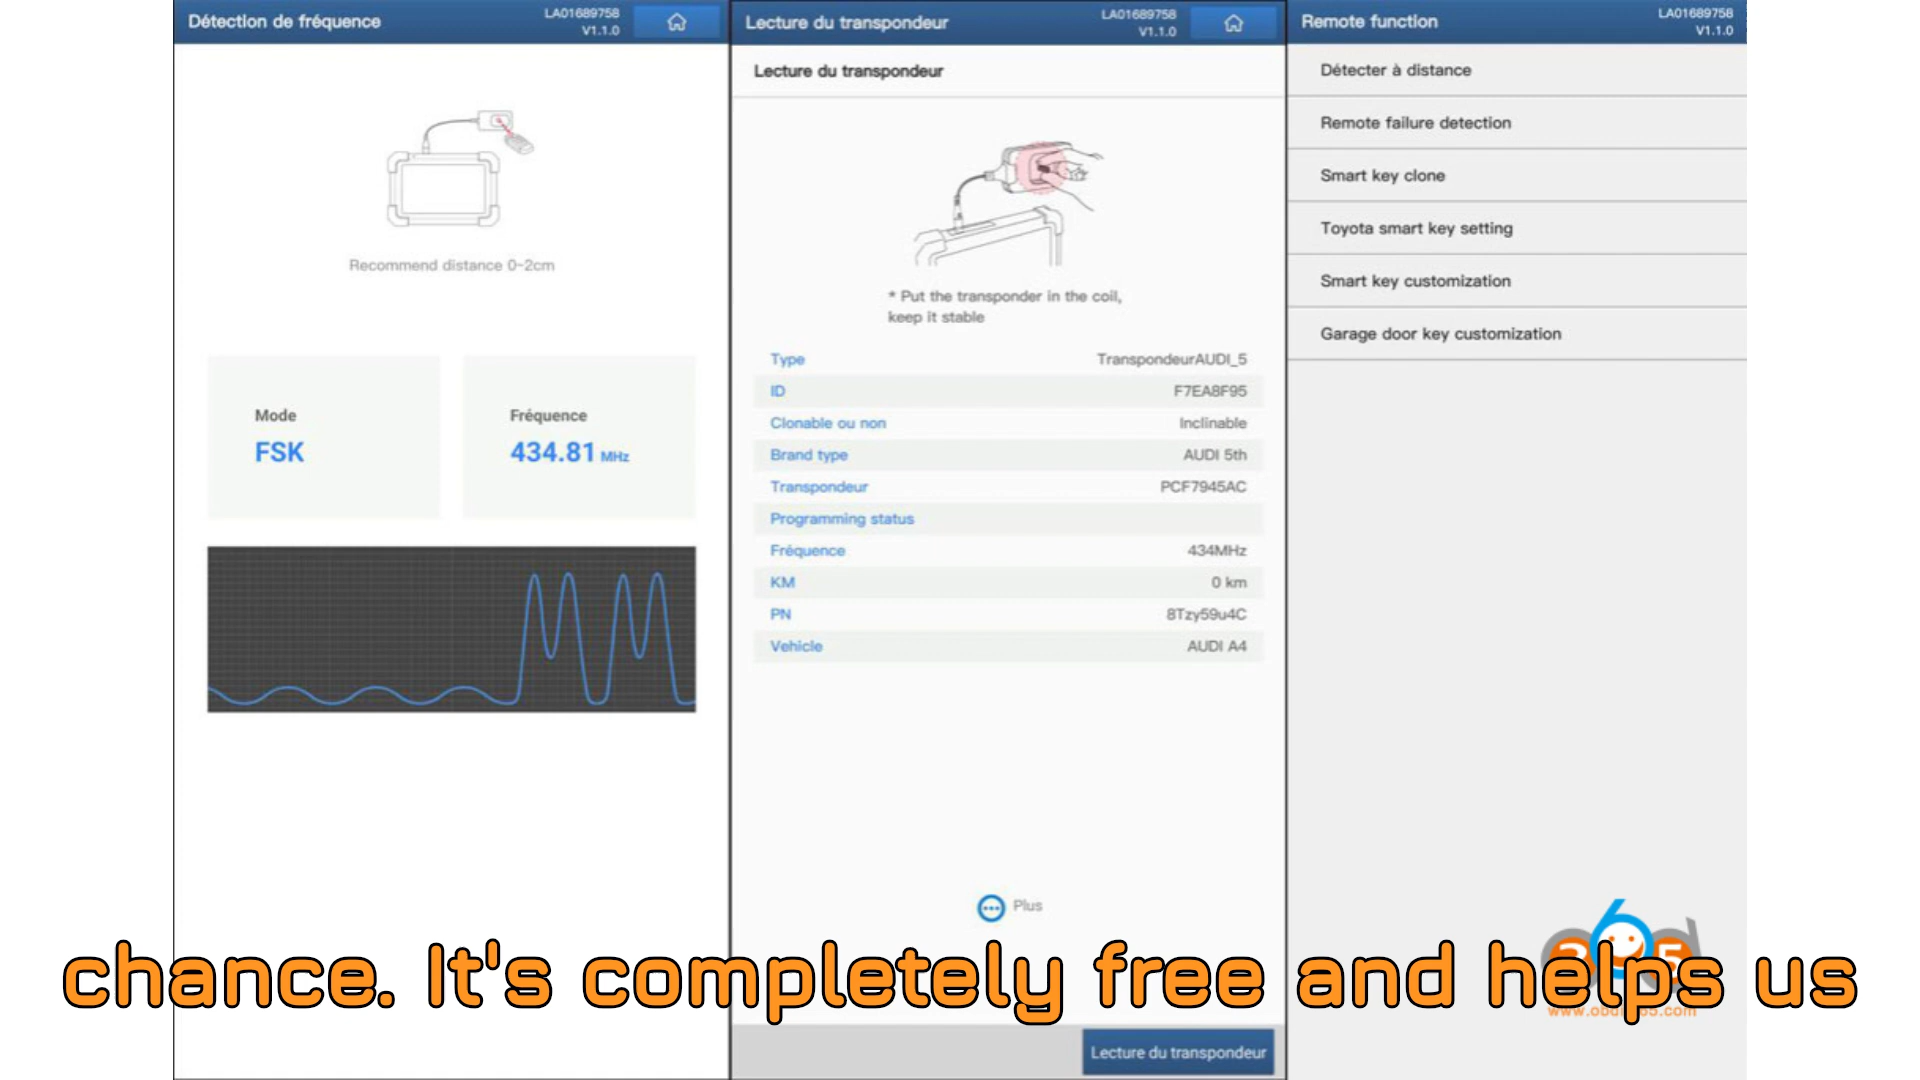 Détection de fréquence
LA01689758
V1.1.0
Recommend distance 0-2cm
Mode
FSK
Fréquence
434.81 MHz
Lecture du transpondeur
LA01689758
V1.1.0
Lecture du transpondeur
* Put the transponder in the coil,
keep it stable
Type TranspondeurAUDI_5
ID F7EA8F95
Clonable ou non Inclinable
Brand type AUDI 5th
Transpondeur PCF7945AC
Programming status
Fréquence 434MHz
KM 0 km
PN 8Tzy59u4C
Vehicle AUDI A4
Plus
Lecture du transpondeur
Remote function
LA01689758
V1.1.0
Détecter à distance
Remote failure detection
Smart key clone
Toyota smart key setting
Smart key customization
Garage door key customization
chance. It's completely free and helps us